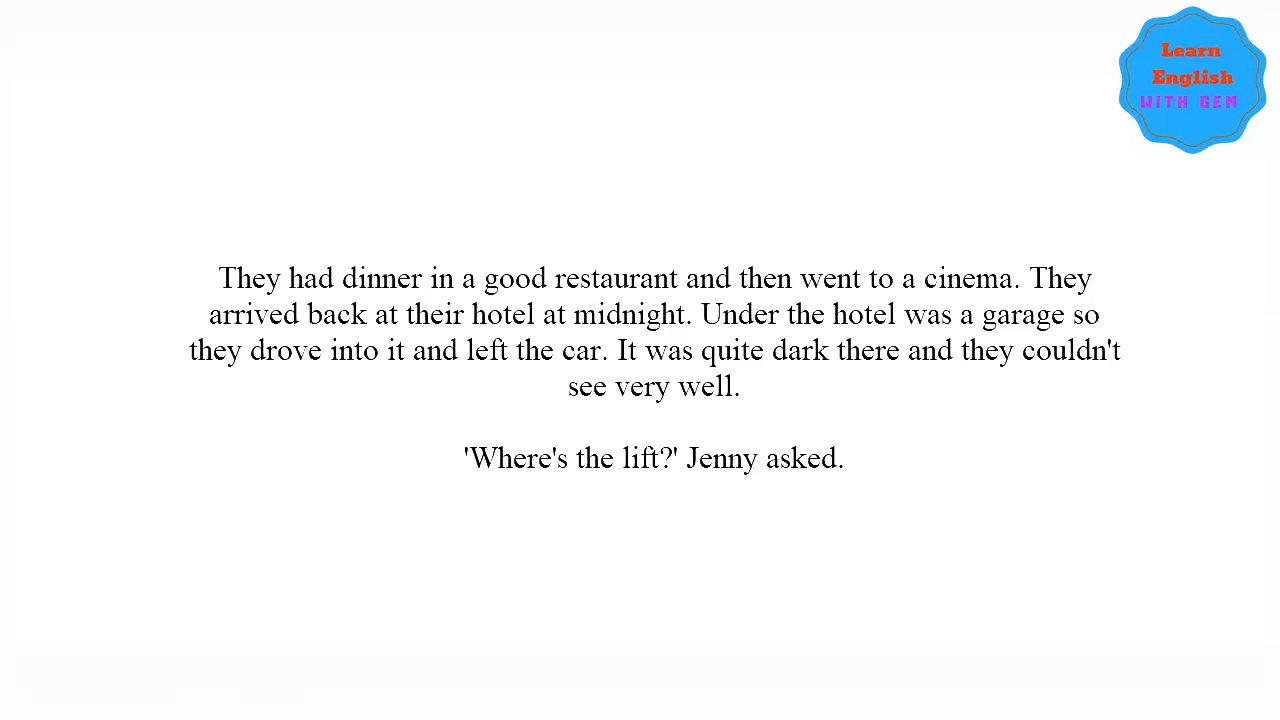 Learn
English
WITH GEM
They had dinner in a good restaurant and then went to a cinema. They
arrived back at their hotel at midnight. Under the hotel was a garage so
they drove into it and left the car. It was quite dark there and they couldn't
see very well.
'Where's the lift?' Jenny asked.